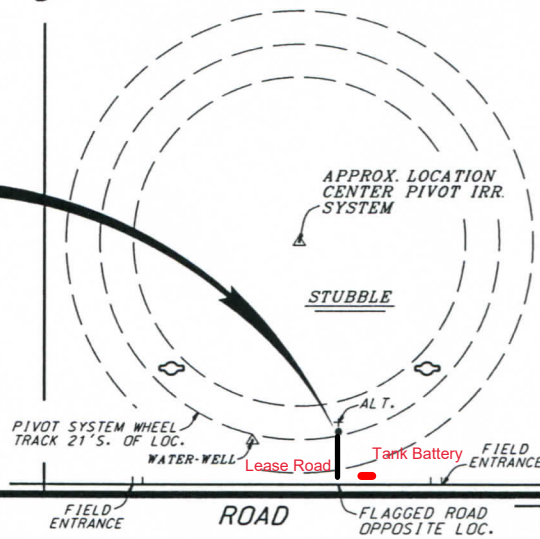 APPROX. LOCATION
CENTER PIVOT IRR.
SYSTEM
STUBBLE
ALT.
PIVOT SYSTEM WHEEL
TRACK 21'S. OF LOC.
WATER-WELL
Lease Road
Tank Battery
FIELD
ENTRANCE
FIELD
ENTRANCE
ROAD
FLAGGED ROAD
OPPOSITE LOC.